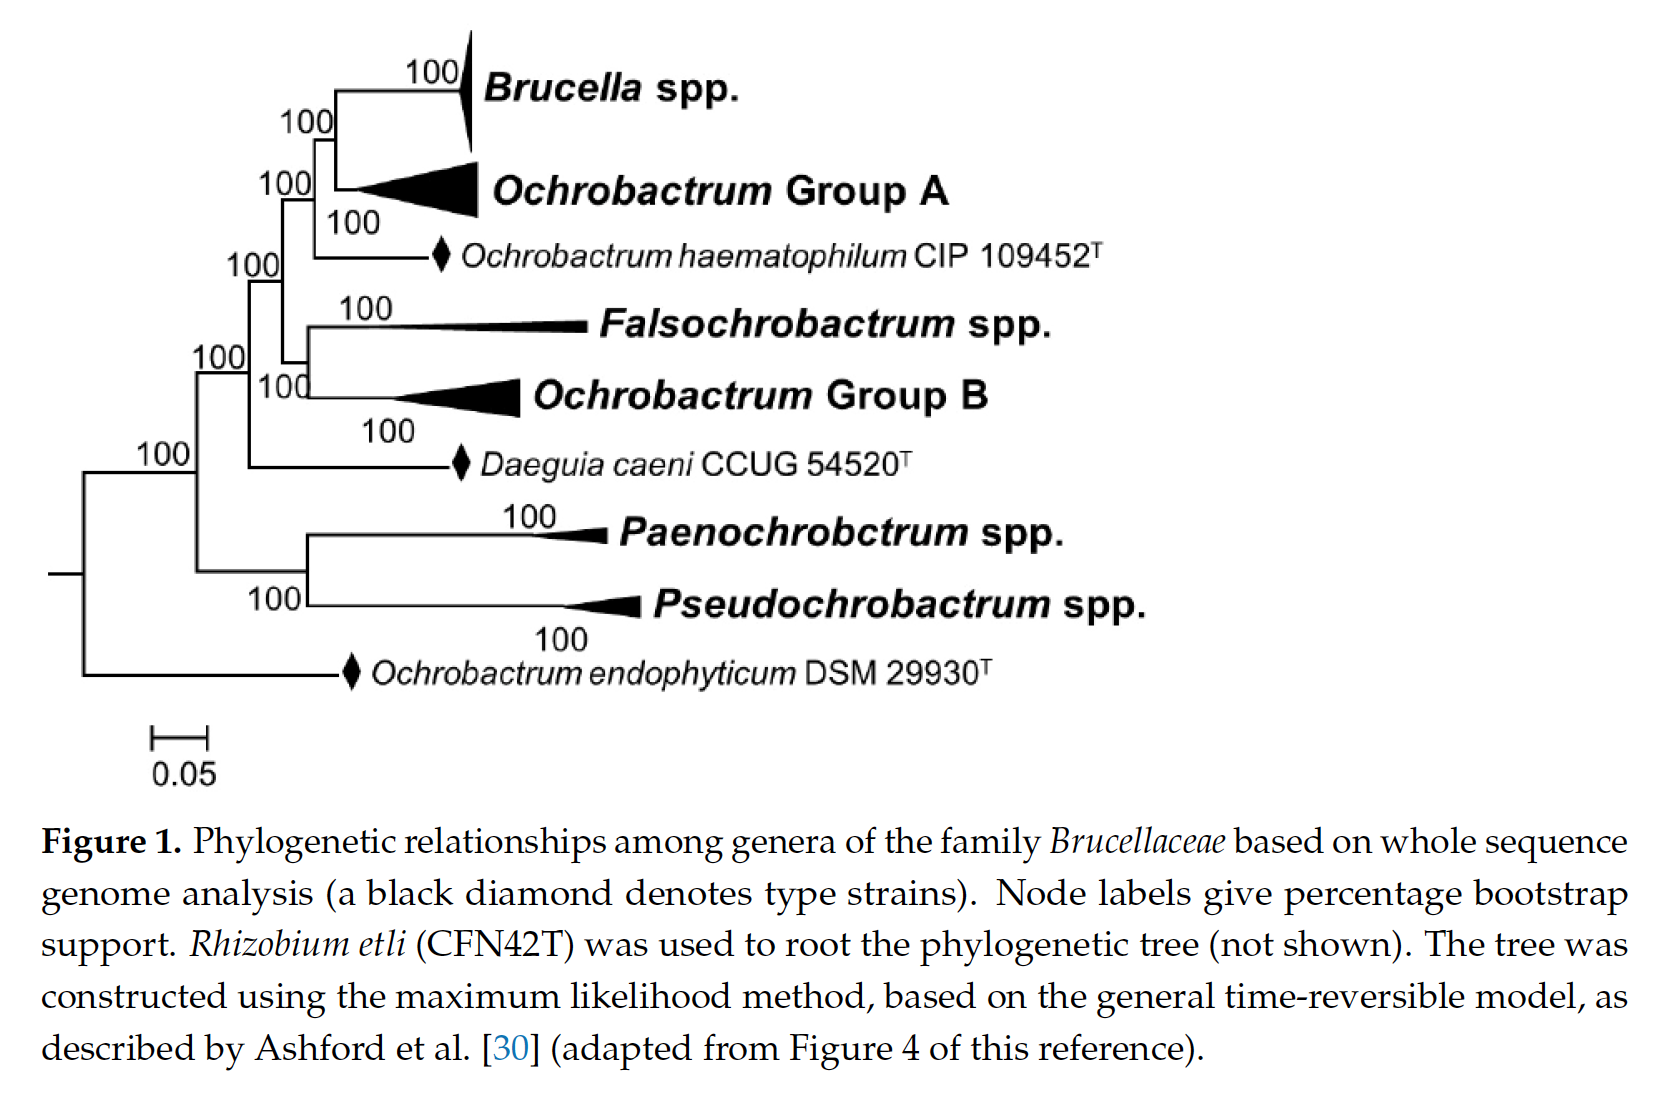 100
Brucella spp.
100
100
Ochrobactrum Group A
100
Ochrobactrum haematophilum CIP 109452ᵀ
100
100
Falsochrobactrum spp.
100
100
Ochrobactrum Group B
100
100
Daeguia caeni CCUG 54520ᵀ
100
Paenochrobctrum spp.
100
Pseudochrobactrum spp.
100
Ochrobactrum endophyticum DSM 29930ᵀ
0.05
Figure 1. Phylogenetic relationships among genera of the family Brucellaceae based on whole sequence
genome analysis (a black diamond denotes type strains). Node labels give percentage bootstrap
support. Rhizobium etli (CFN42T) was used to root the phylogenetic tree (not shown). The tree was
constructed using the maximum likelihood method, based on the general time-reversible model, as
described by Ashford et al. [30] (adapted from Figure 4 of this reference).